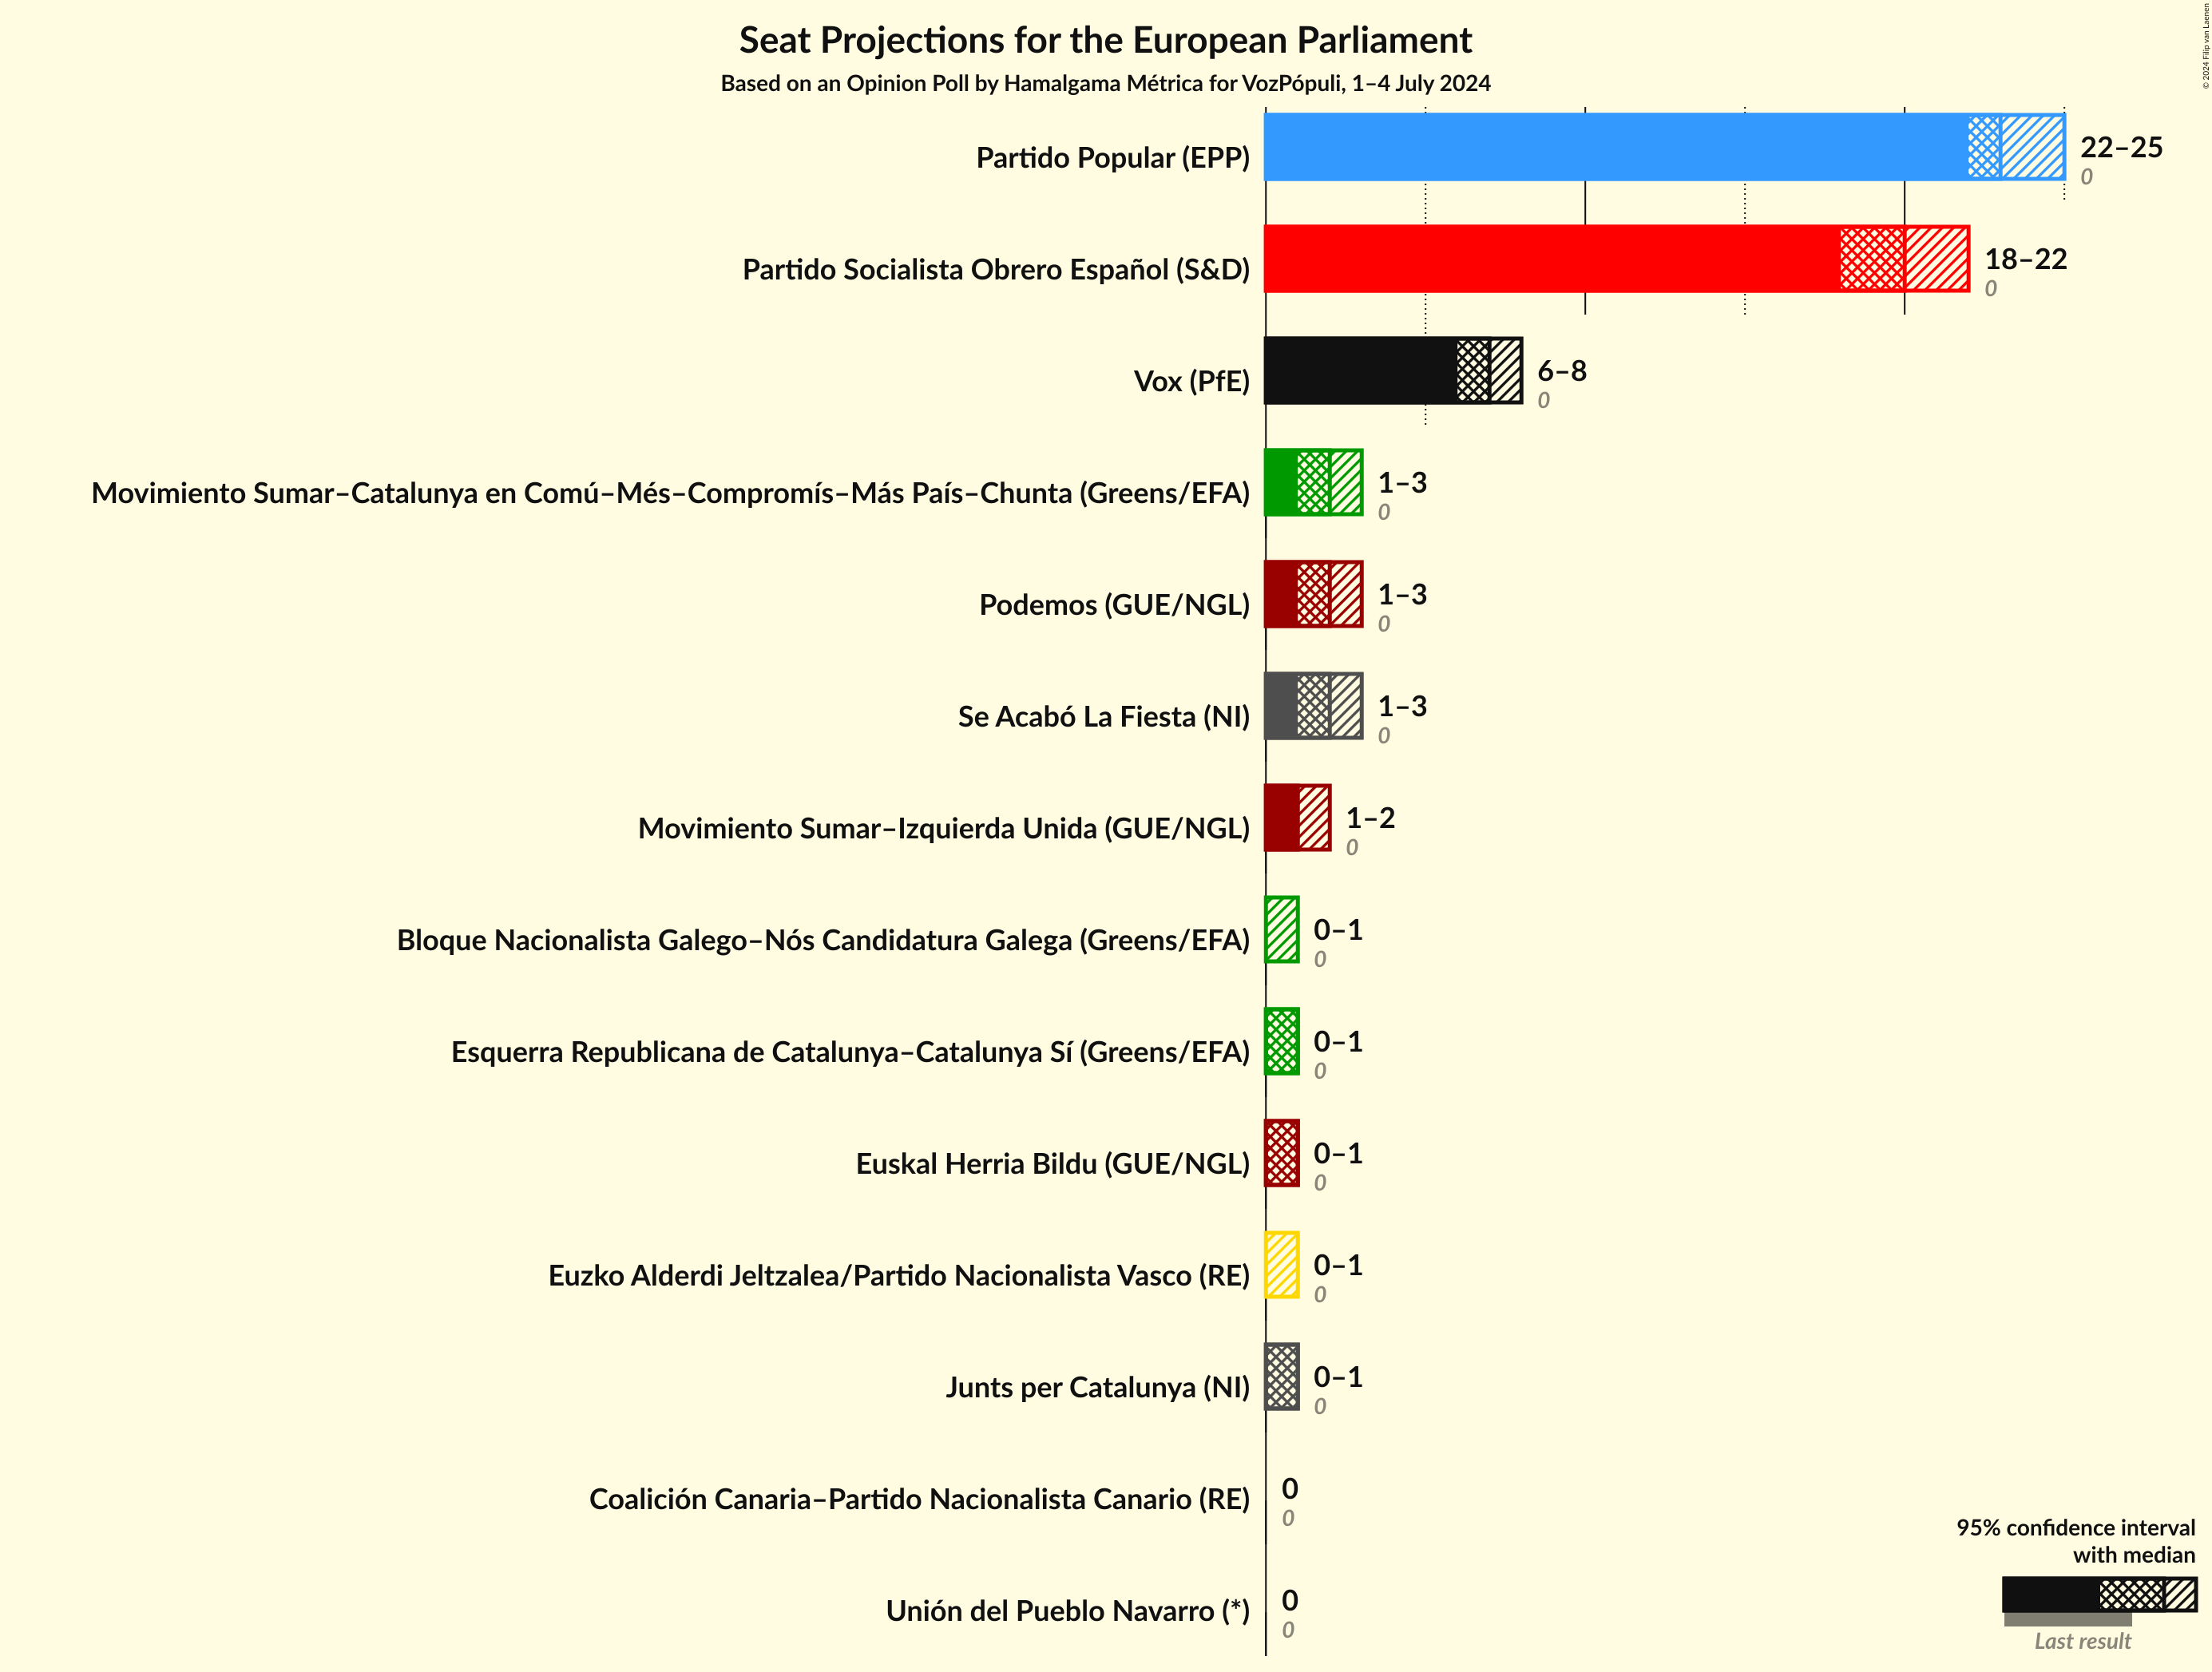 Seat Projections for the European Parliament
Based on an Opinion Poll by Hamalgama Métrica for VozPópuli, 1–4 July 2024
© 2024 Filip van Laenen
Partido Popular (EPP)
22–25
0
Partido Socialista Obrero Español (S&D)
18–22
0
Vox (PfE)
6–8
0
Movimiento Sumar–Catalunya en Comú–Més–Compromís–Más País–Chunta (Greens/EFA)
1–3
0
Podemos (GUE/NGL)
1–3
0
Se Acabó La Fiesta (NI)
1–3
0
Movimiento Sumar–Izquierda Unida (GUE/NGL)
1–2
0
Bloque Nacionalista Galego–Nós Candidatura Galega (Greens/EFA)
0–1
0
Esquerra Republicana de Catalunya–Catalunya Sí (Greens/EFA)
0–1
0
Euskal Herria Bildu (GUE/NGL)
0–1
0
Euzko Alderdi Jeltzalea/Partido Nacionalista Vasco (RE)
0–1
0
Junts per Catalunya (NI)
0–1
0
Coalición Canaria–Partido Nacionalista Canario (RE)
0
0
Unión del Pueblo Navarro (*)
0
0
95% confidence interval
with median
Last result